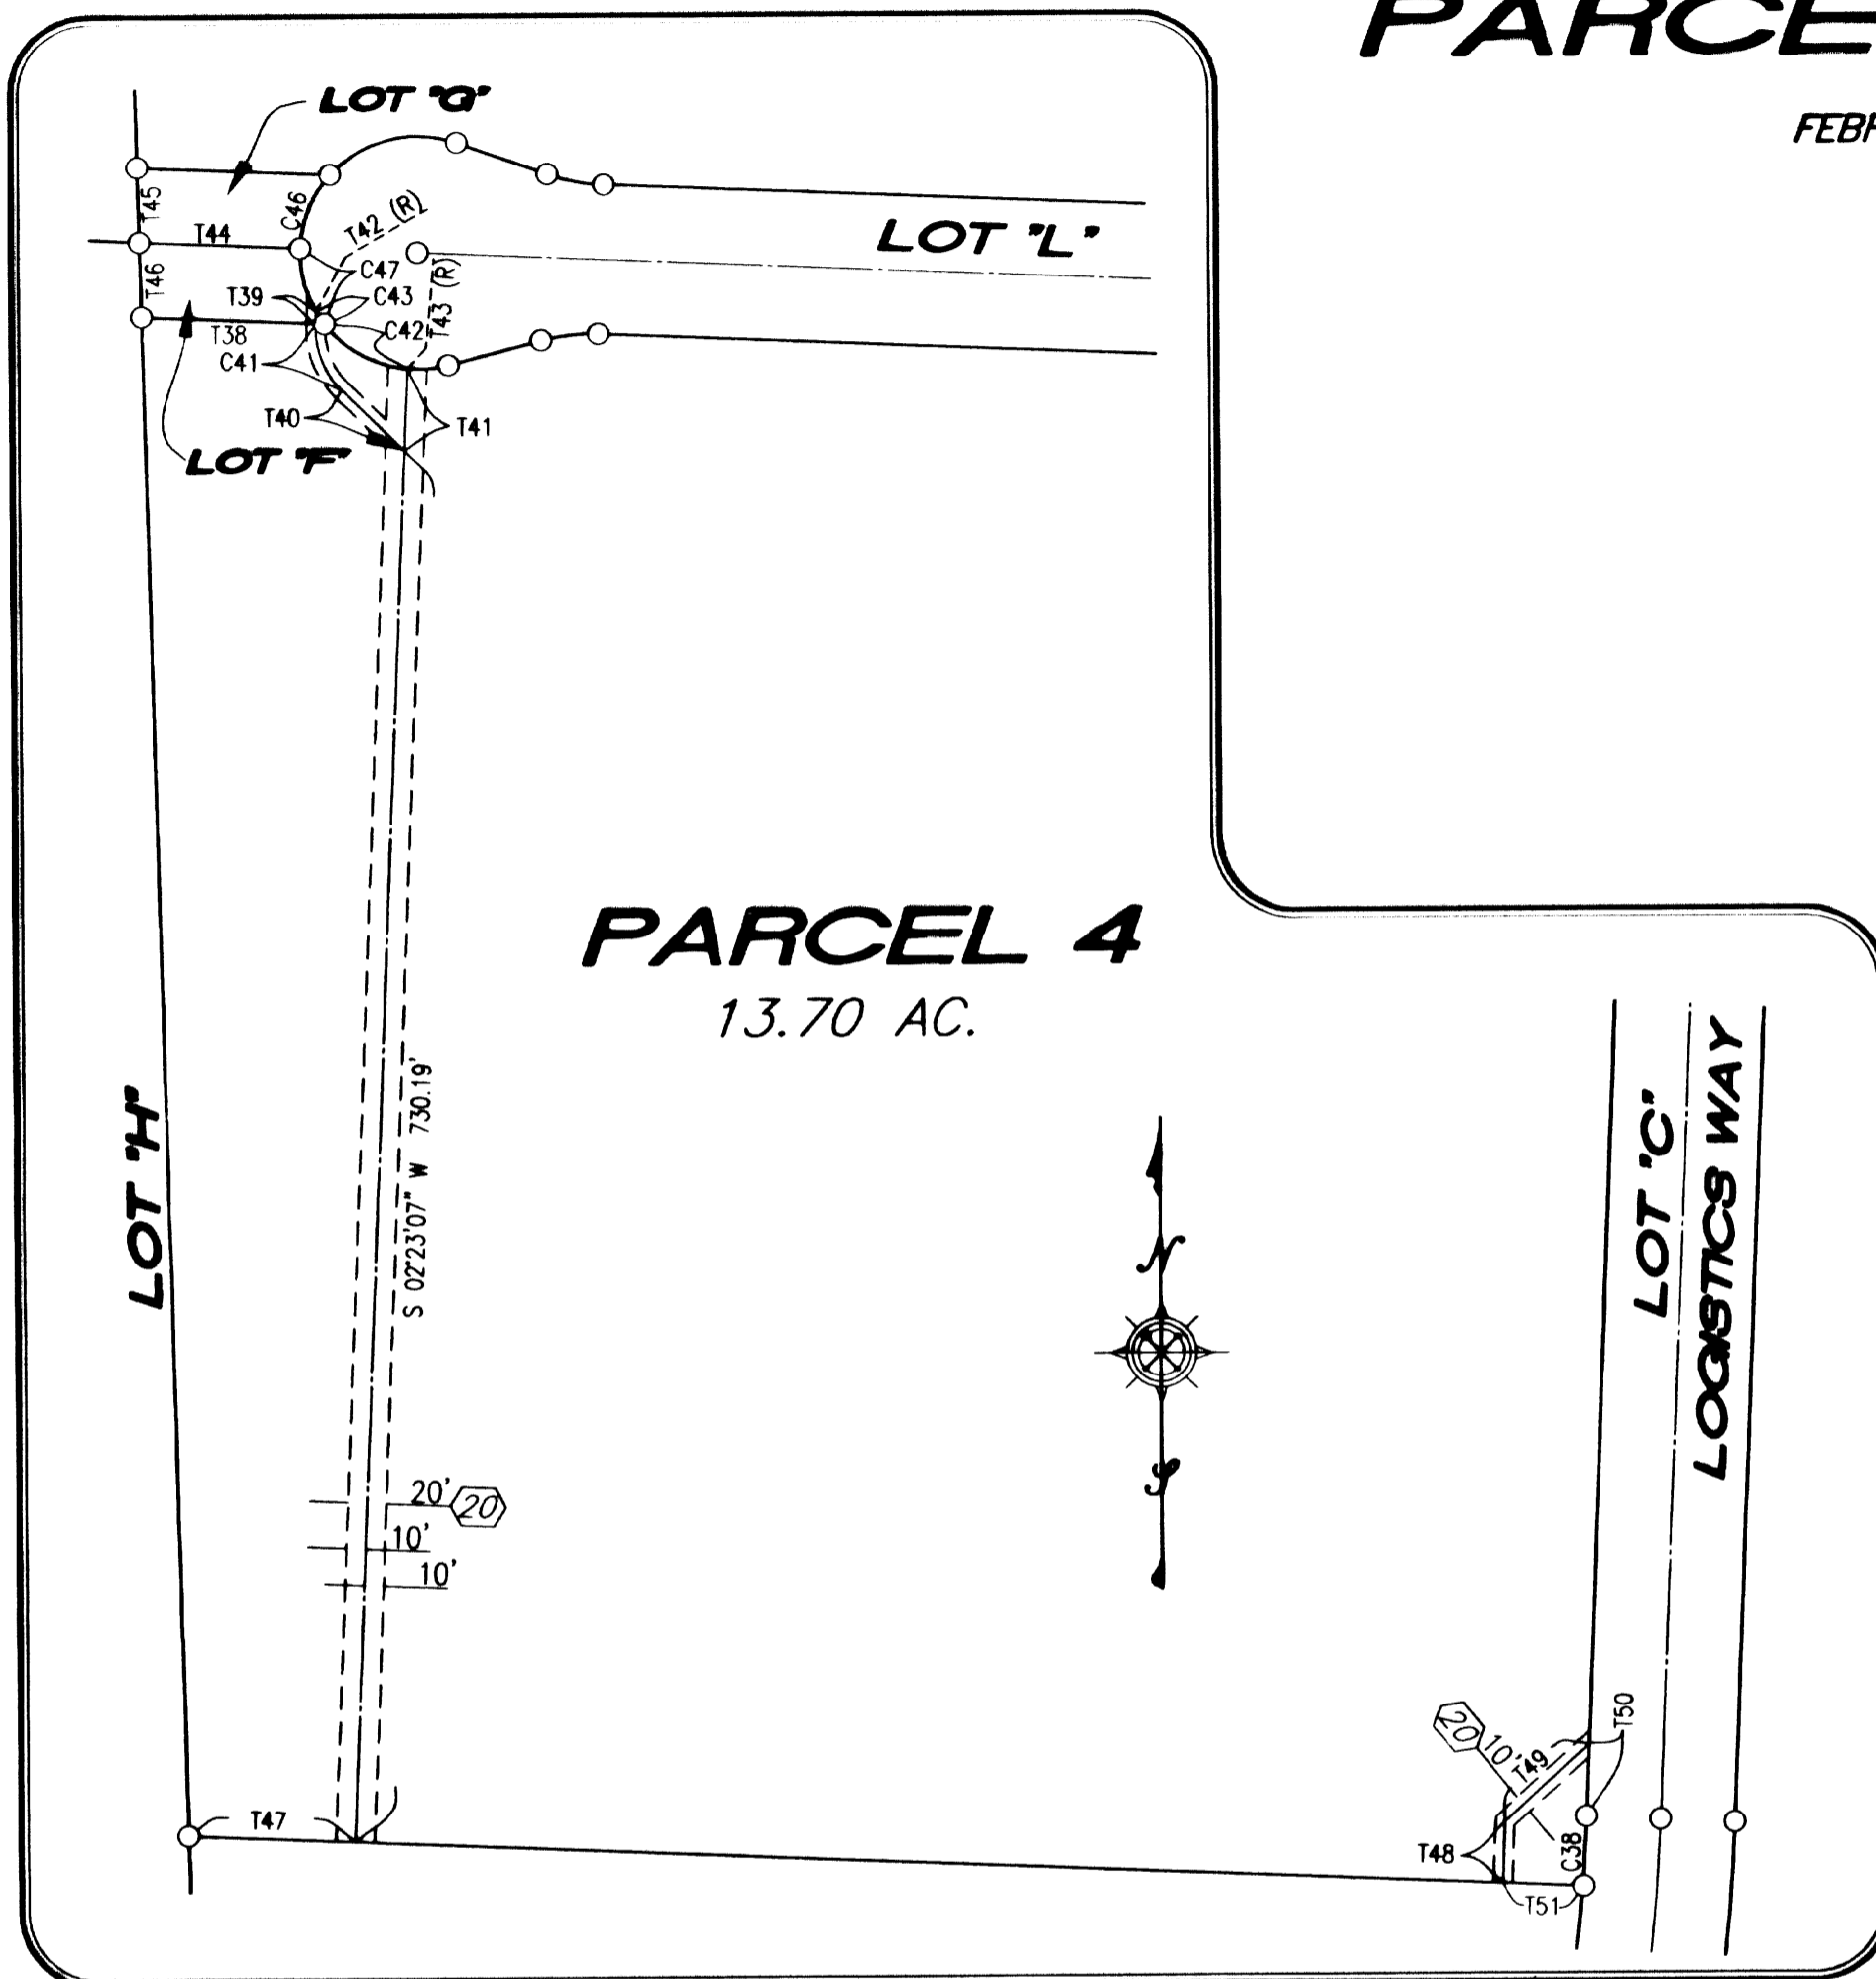 PARCE
FEBR
LOT "G"
T45
C46
T42 (R)
T44
LOT "L"
T46
C47
T43 (R)
T39
C43
T38
C42
C41
T40
T41
LOT "F"
PARCEL 4
13.70 AC.
LOT "H"
S 02°23'07" W 730.19'
LOT "C"
LOGISTICS WAY
N
S
20'
20
10'
10'
20
10'
T49
T50
T47
T48
C38
T51